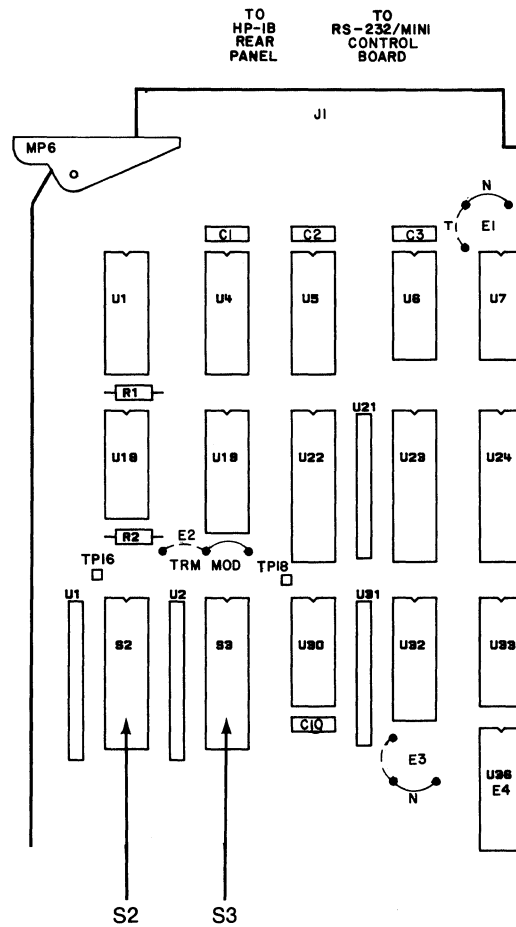 TO
HP-IB
REAR
PANEL
TO
RS-232/MINI
CONTROL
BOARD
J1
MP6
N
T
E1
C1
C2
C3
U1
U4
U5
U6
U7
R1
U21
U18
U19
U22
U23
U24
R2
E2
TRM MOD
TP16
TP18
U1
U2
U31
S2
S3
U30
U32
U33
C10
E3
N
U36
E4
S2
S3